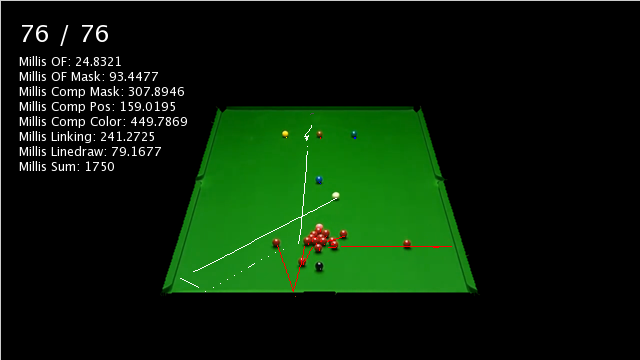 76 / 76
Millis OF: 24.8321
Millis OF Mask: 93.4477
Millis Comp Mask: 307.8946
Millis Comp Pos: 159.0195
Millis Comp Color: 449.7869
Millis Linking: 241.2725
Millis Linedraw: 79.1677
Millis Sum: 1750